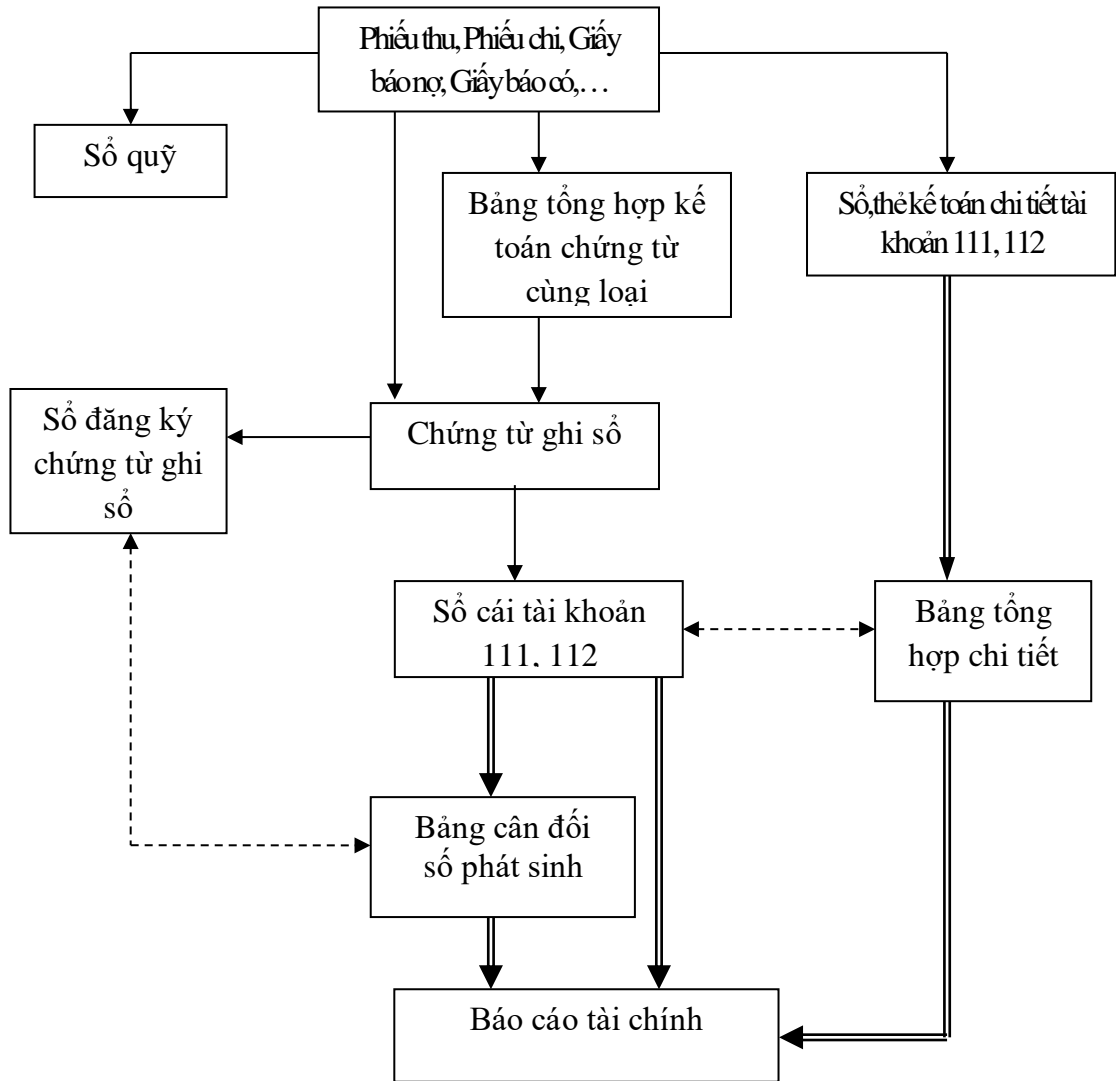 Phiếu thu, Phiếu chi, Giấy
báo nợ, Giấy báo có,…
Sổ quỹ
Bảng tổng hợp kế
toán chứng từ
cùng loại
Sổ, thẻ kế toán chi tiết tài
khoản 111, 112
Sổ đăng ký
chứng từ ghi
sổ
Chứng từ ghi sổ
Sổ cái tài khoản
111, 112
Bảng tổng
hợp chi tiết
Bảng cân đối
số phát sinh
Báo cáo tài chính